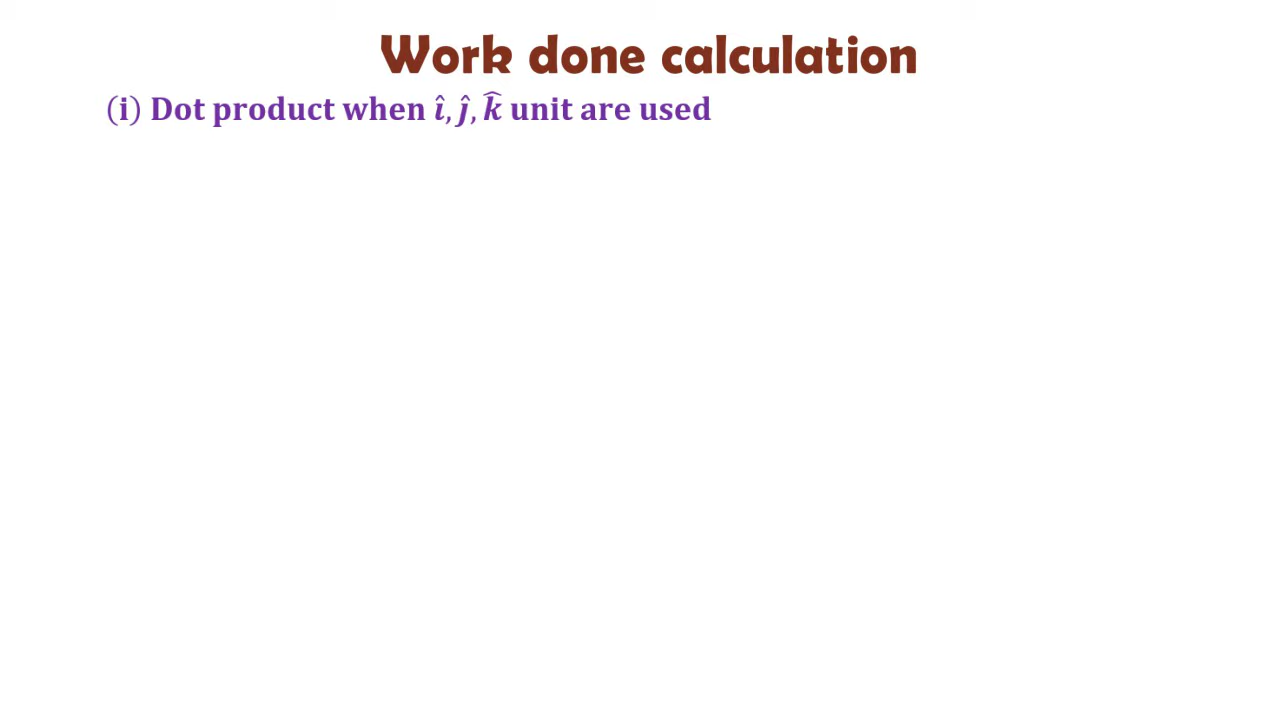 Work done calculation
(i) Dot product when î, ĵ, k̂ unit are used